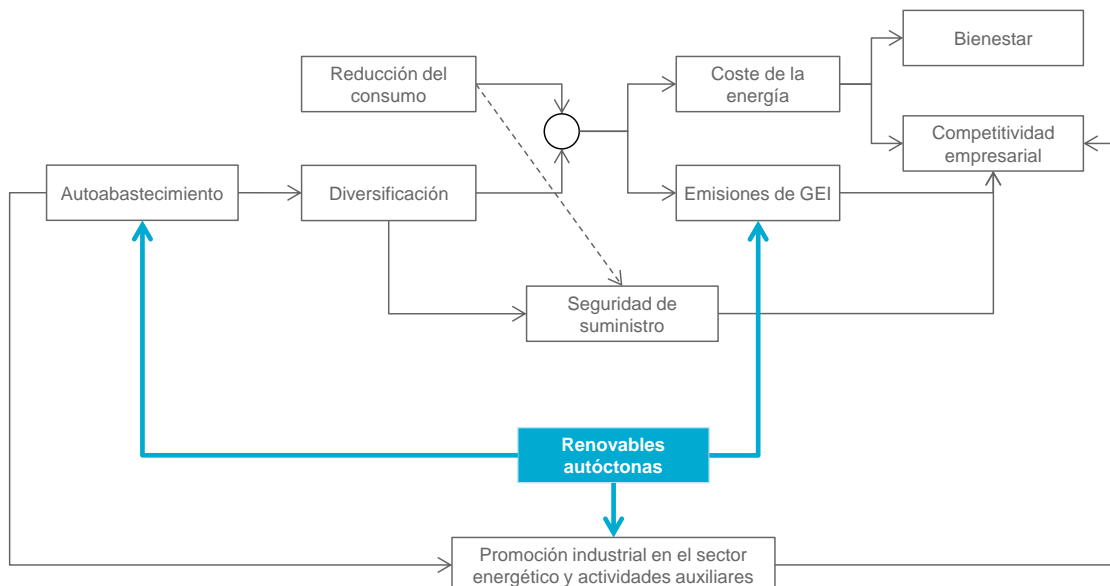 Bienestar
Reducción del
consumo
Coste de la
energía
Competitividad
empresarial
Autoabastecimiento
Diversificación
Emisiones de GEI
Seguridad de
suministro
Renovables
autóctonas
Promoción industrial en el sector
energético y actividades auxiliares